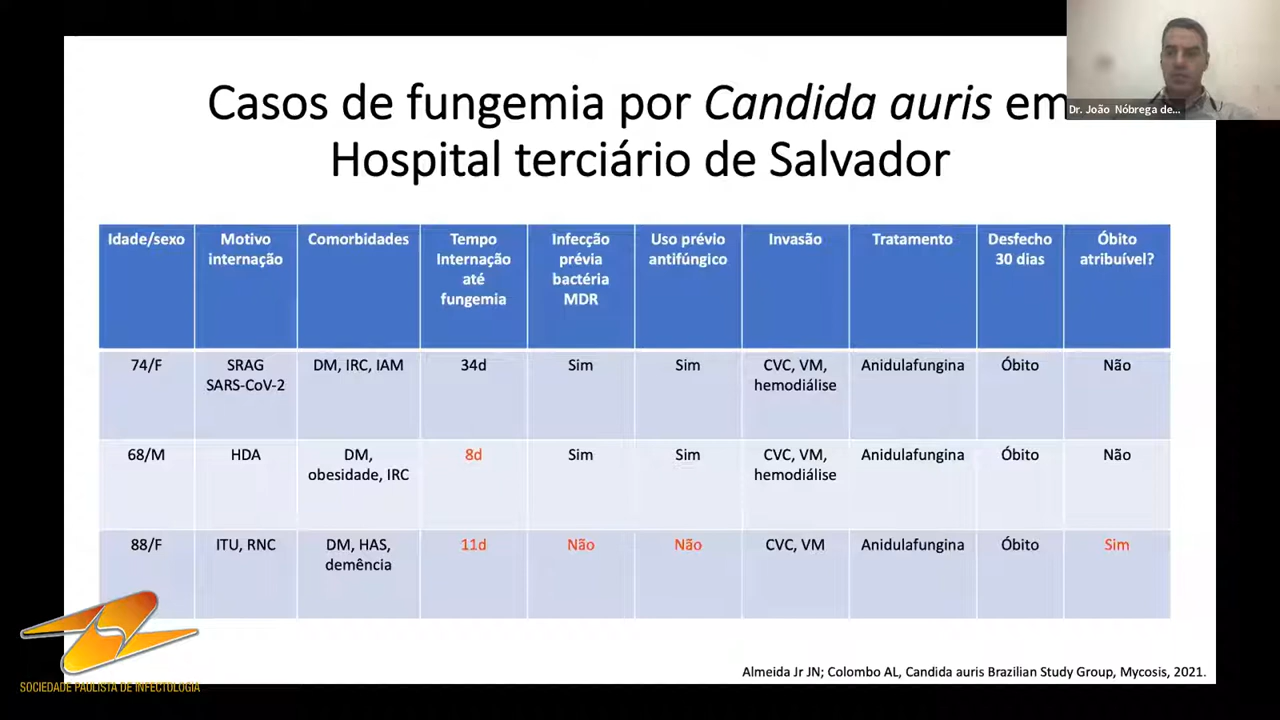 Casos de fungemia por Candida auris em
Hospital terciário de Salvador
Dr. João Nóbrega de...
Idade/sexo
Motivo
internação
Comorbidades
Tempo
Internação
até
fungemia
Infecção
prévia
bactéria
MDR
Uso prévio
antifúngico
Invasão
Tratamento
Desfecho
30 dias
Óbito
atribuível?
74/F
SRAG
SARS-CoV-2
DM, IRC, IAM
34d
Sim
Sim
CVC, VM,
hemodiálise
Anidulafungina
Óbito
Não
68/M
HDA
DM,
obesidade, IRC
8d
Sim
Sim
CVC, VM,
hemodiálise
Anidulafungina
Óbito
Não
88/F
ITU, RNC
DM, HAS,
demência
11d
Não
Não
CVC, VM
Anidulafungina
Óbito
Sim
Almeida Jr JN; Colombo AL, Candida auris Brazilian Study Group, Mycosis, 2021.
SOCIEDADE PAULISTA DE INFECTOLOGIA